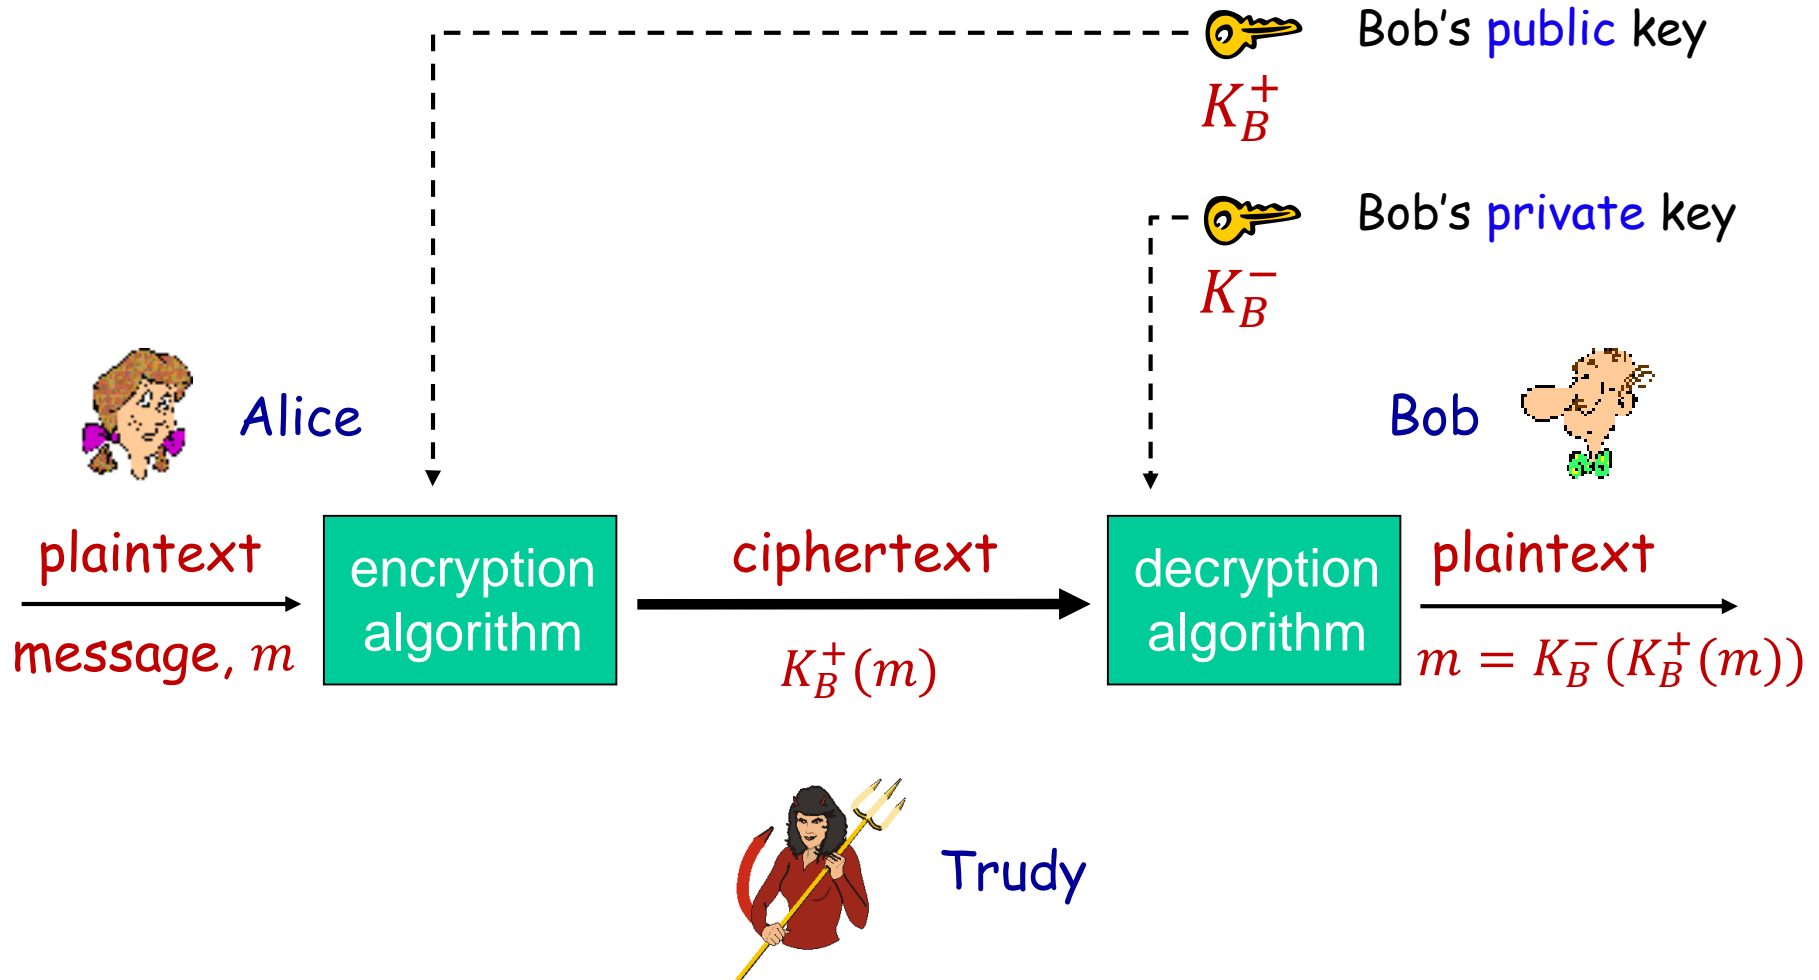 Bob's public key
K_B^+
Bob's private key
K_B^-
Alice
Bob
plaintext
message, m
encryption
algorithm
ciphertext
K_B^+(m)
decryption
algorithm
plaintext
m = K_B^-(K_B^+(m))
Trudy